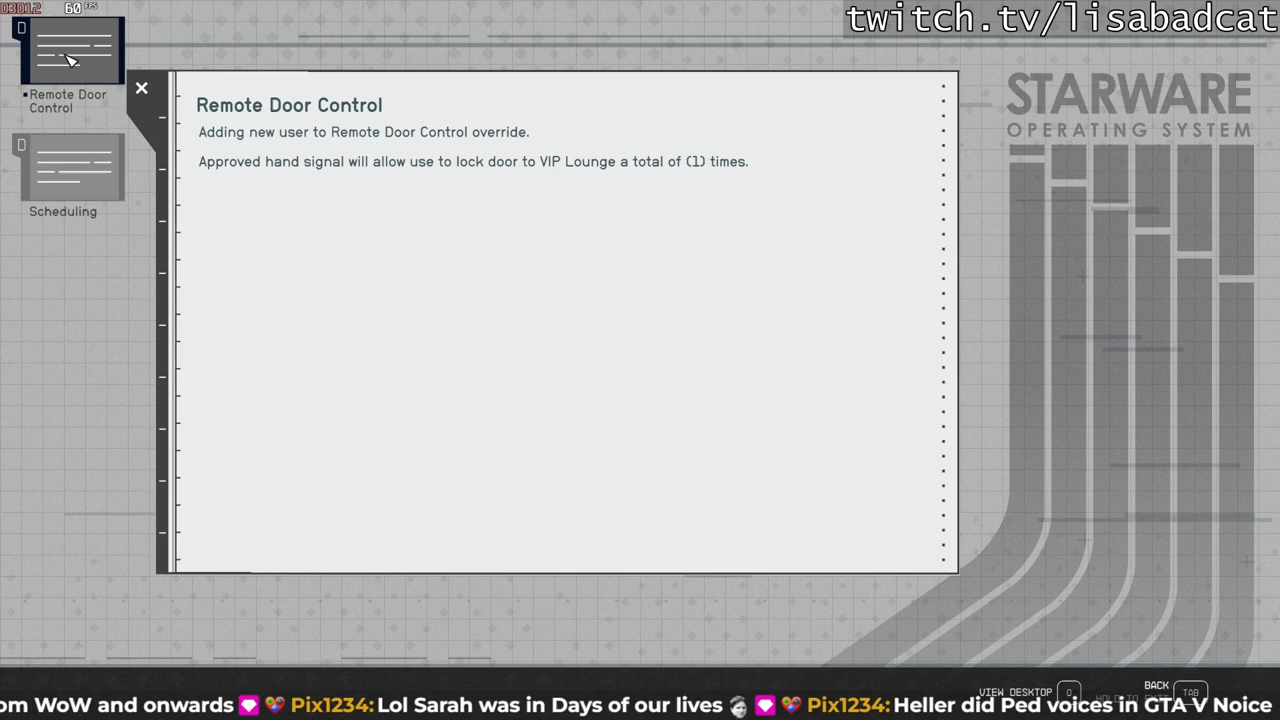 D3D12 60 FPS
twitch.tv/lisabadcat
Remote Door
Control
Scheduling
Remote Door Control
Adding new user to Remote Door Control override.
Approved hand signal will allow use to lock door to VIP Lounge a total of (1) times.
STARWARE
OPERATING SYSTEM
VIEW DESKTOP Q
BACK TAB
om WoW and onwards Pix1234: Lol Sarah was in Days of our lives Pix1234: Heller did Ped voices in GTA V Noice